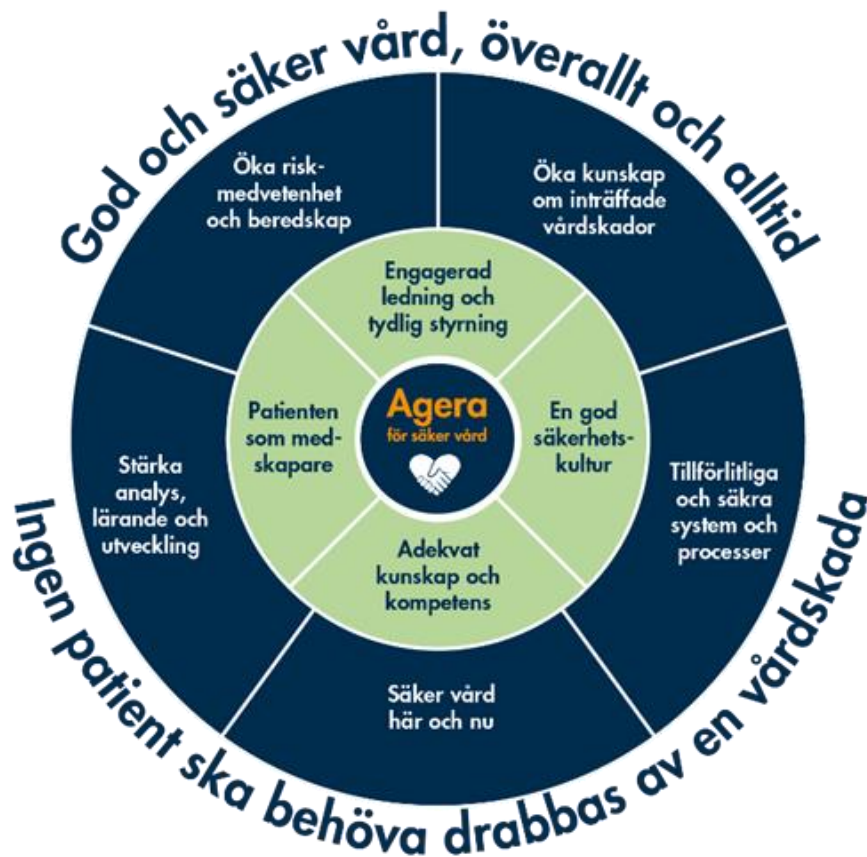 God och säker vård, överallt och alltid
Öka risk-
medvetenhet
och beredskap
Öka kunskap
om inträffade
vårdskador
Engagerad
ledning och
tydlig styrning
Patienten
som med-
skapare
Agera
för säker vård
En god
säkerhets-
kultur
Stärka
analys,
lärande och
utveckling
Tillförlitliga
och säkra
system och
processer
Adekvat
kunskap och
kompetens
Säker vård
här och nu
Ingen patient ska behöva drabbas av en vårdskada